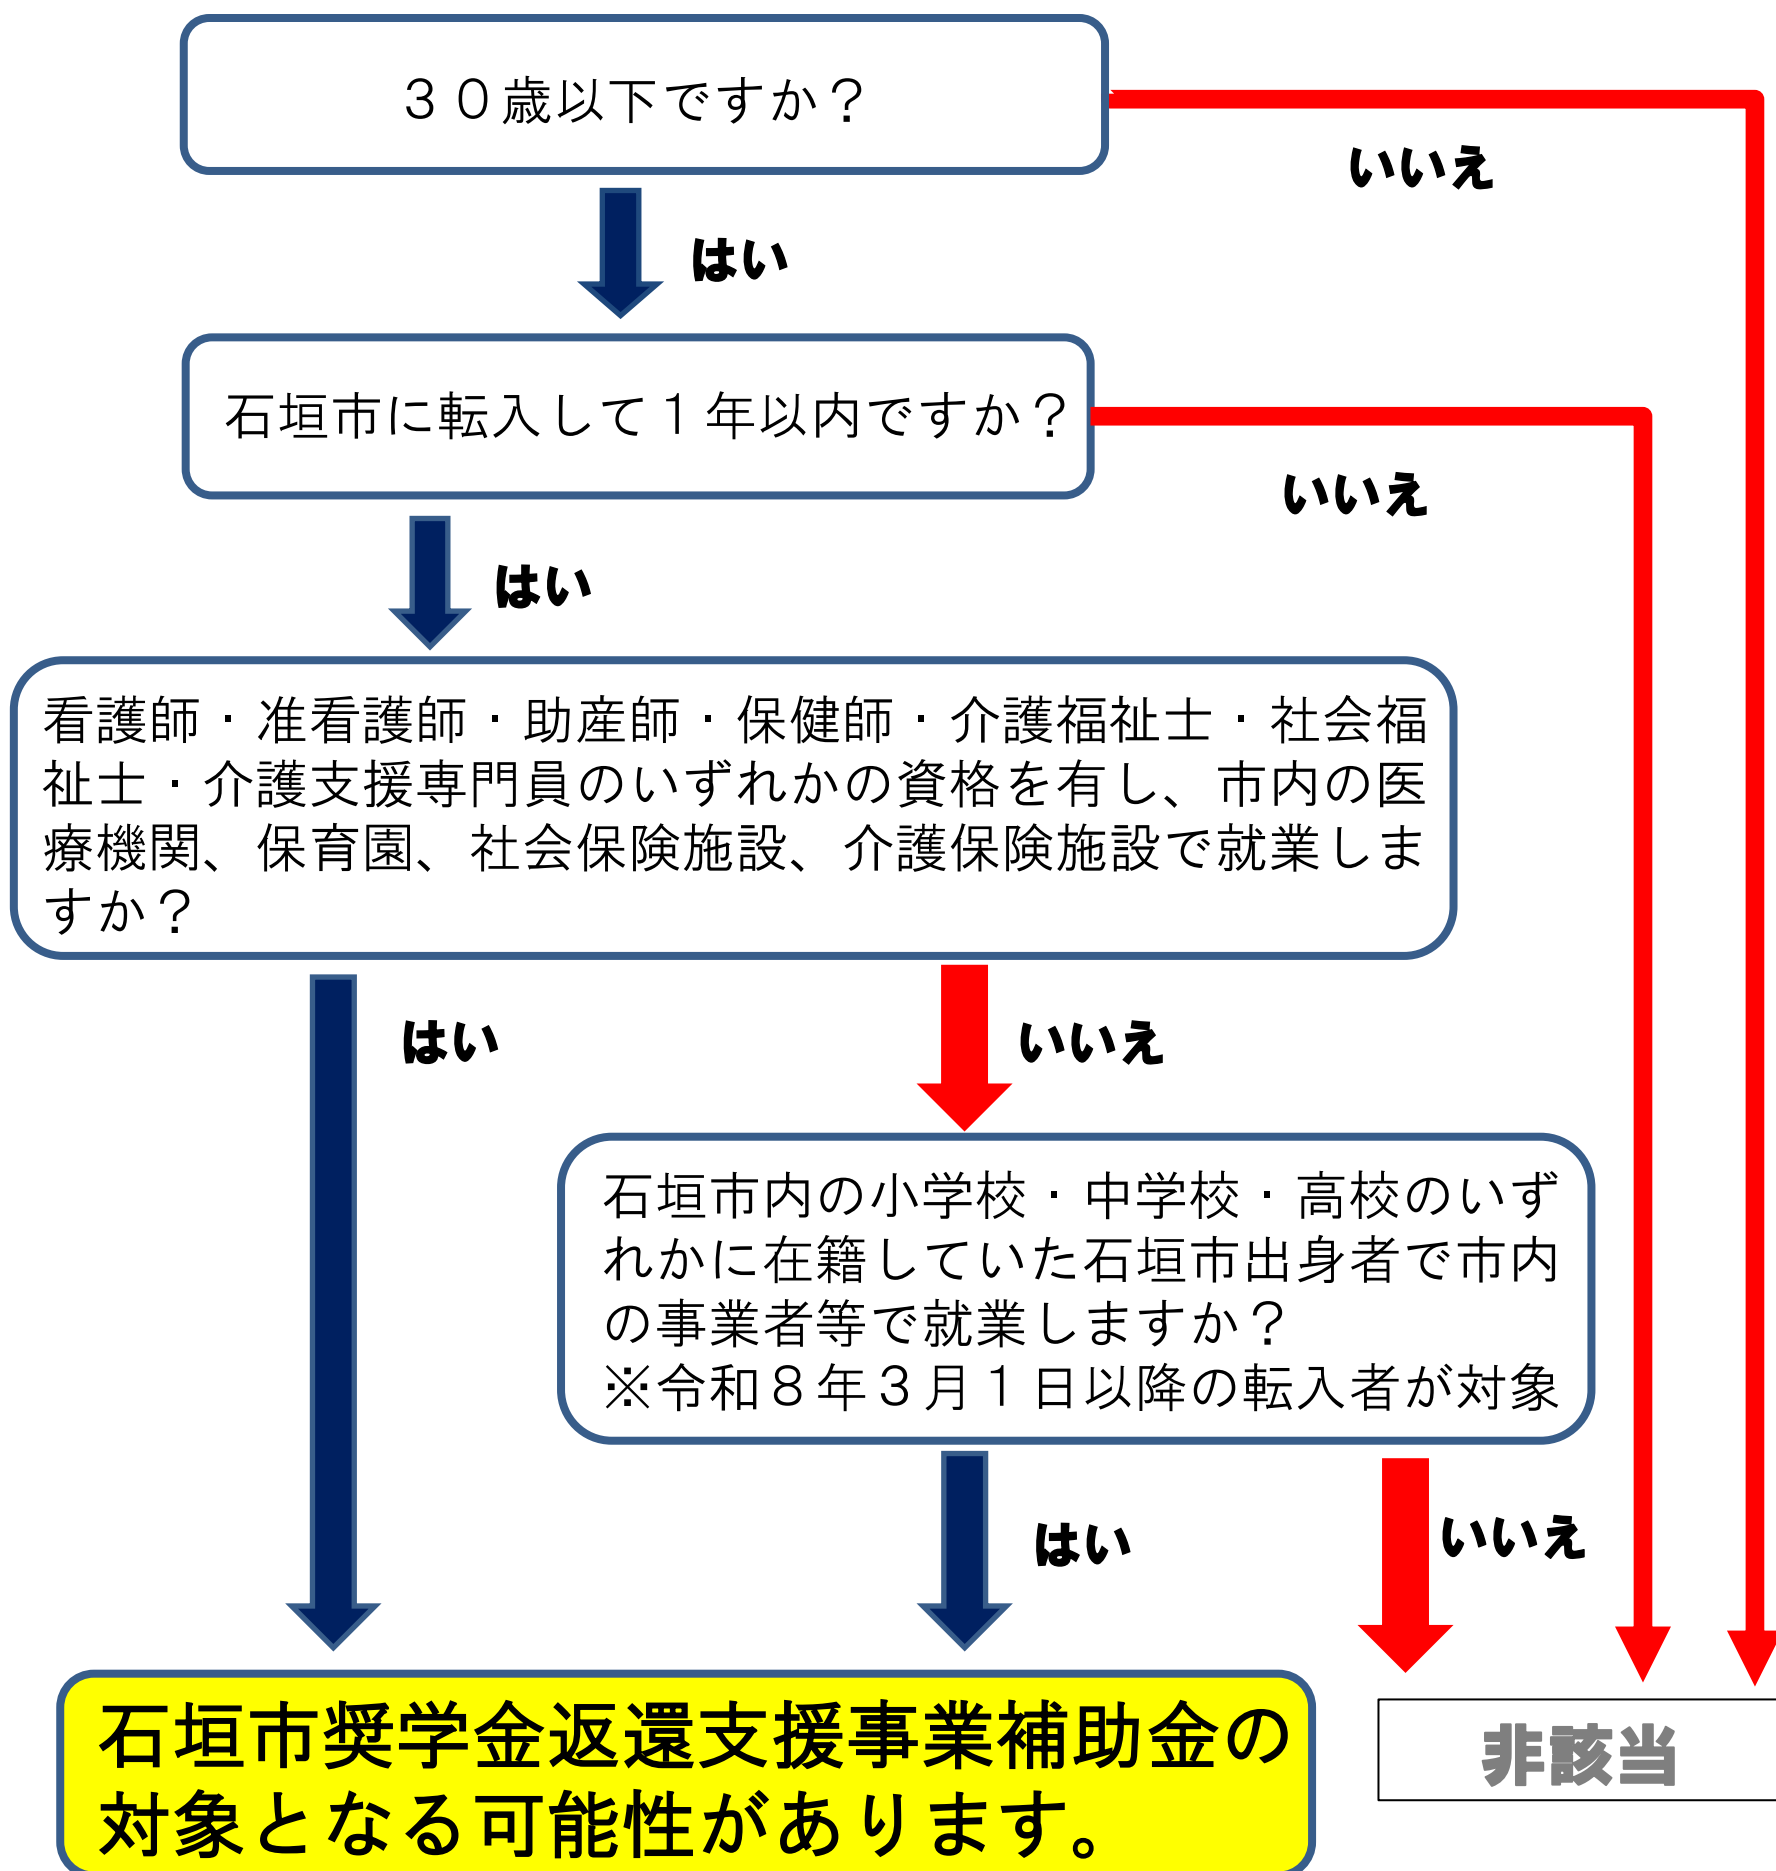 ３０歳以下ですか？
いいえ
はい
石垣市に転入して１年以内ですか？
いいえ
はい
看護師・准看護師・助産師・保健師・介護福祉士・社会福
祉士・介護支援専門員のいずれかの資格を有し、市内の医
療機関、保育園、社会保険施設、介護保険施設で就業しま
すか？
はい
いいえ
石垣市内の小学校・中学校・高校のいず
れかに在籍していた石垣市出身者で市内
の事業者等で就業しますか？
※令和８年３月１日以降の転入者が対象
はい
いいえ
石垣市奨学金返還支援事業補助金の
対象となる可能性があります。
非該当